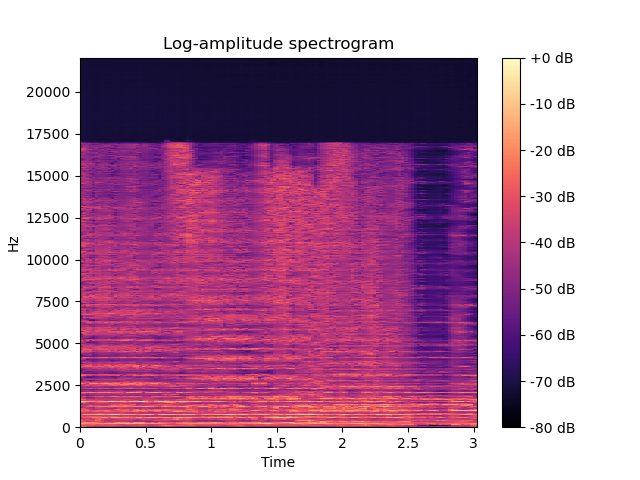 Log-amplitude spectrogram
Hz
20000
17500
15000
12500
10000
7500
5000
2500
0
0
0.5
1
1.5
2
2.5
3
Time
+0 dB
-10 dB
-20 dB
-30 dB
-40 dB
-50 dB
-60 dB
-70 dB
-80 dB